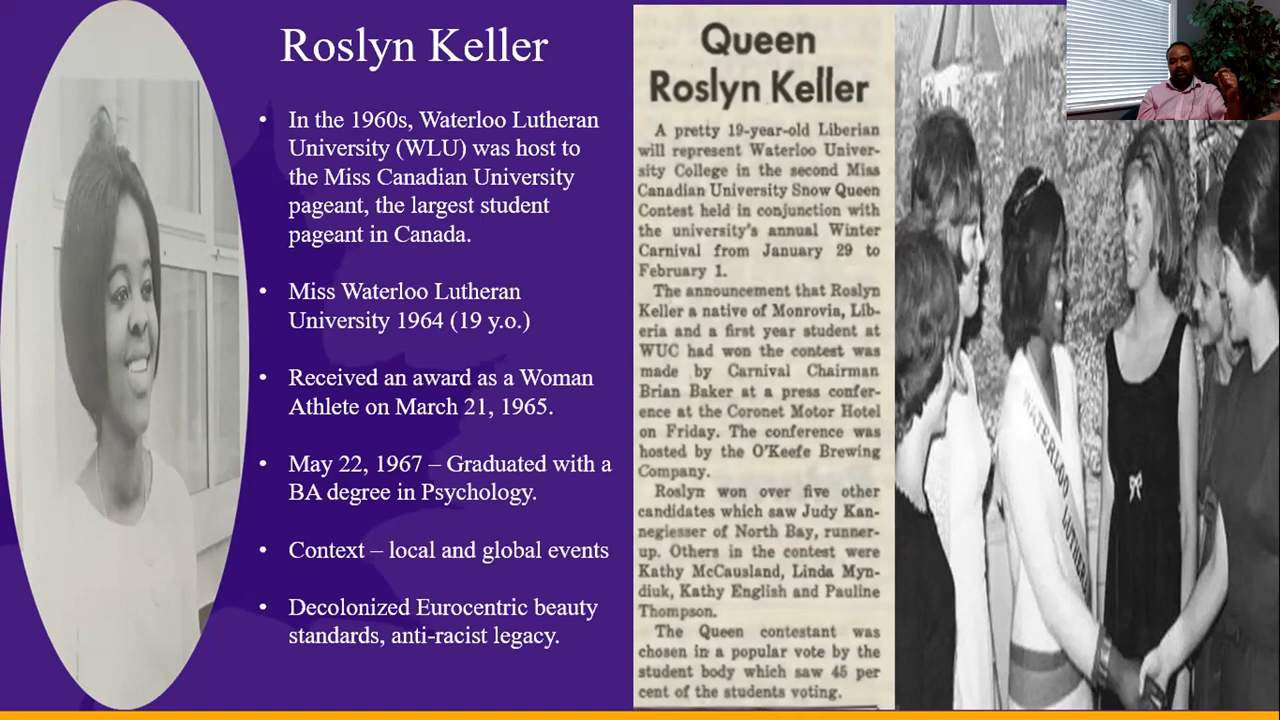 Roslyn Keller
• In the 1960s, Waterloo Lutheran
University (WLU) was host to
the Miss Canadian University
pageant, the largest student
pageant in Canada.
• Miss Waterloo Lutheran
University 1964 (19 y.o.)
• Received an award as a Woman
Athlete on March 21, 1965.
• May 22, 1967 – Graduated with a
BA degree in Psychology.
• Context – local and global events
• Decolonized Eurocentric beauty
standards, anti-racist legacy.
Queen
Roslyn Keller
A pretty 19-year-old Liberian
will represent Waterloo Univer-
sity College in the second Miss
Canadian University Snow Queen
Contest held in conjunction with
the university's annual Winter
Carnival from January 29 to
February 1.
The announcement that Roslyn
Keller a native of Monrovia, Lib-
eria and a first year student at
WUC had won the contest was
made by Carnival Chairman
Brian Baker at a press confer-
ence at the Coronet Motor Hotel
on Friday. The conference was
hosted by the O'Keefe Brewing
Company.
Roslyn won over five other
candidates which saw Judy Kan-
negiesser of North Bay, runner-
up. Others in the contest were
Kathy McCausland, Linda Myn-
diuk, Kathy English and Pauline
Thompson.
The Queen contestant was
chosen in a popular vote by the
student body which saw 45 per
cent of the students voting.
WATERLOO LUTHERAN